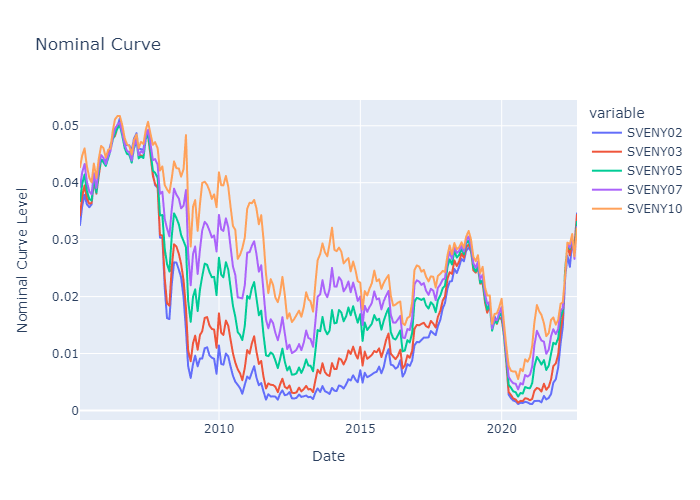 Nominal Curve
variable
SVENY02
SVENY03
SVENY05
SVENY07
SVENY10
Nominal Curve Level
0.05
0.04
0.03
0.02
0.01
0
2010
2015
2020
Date